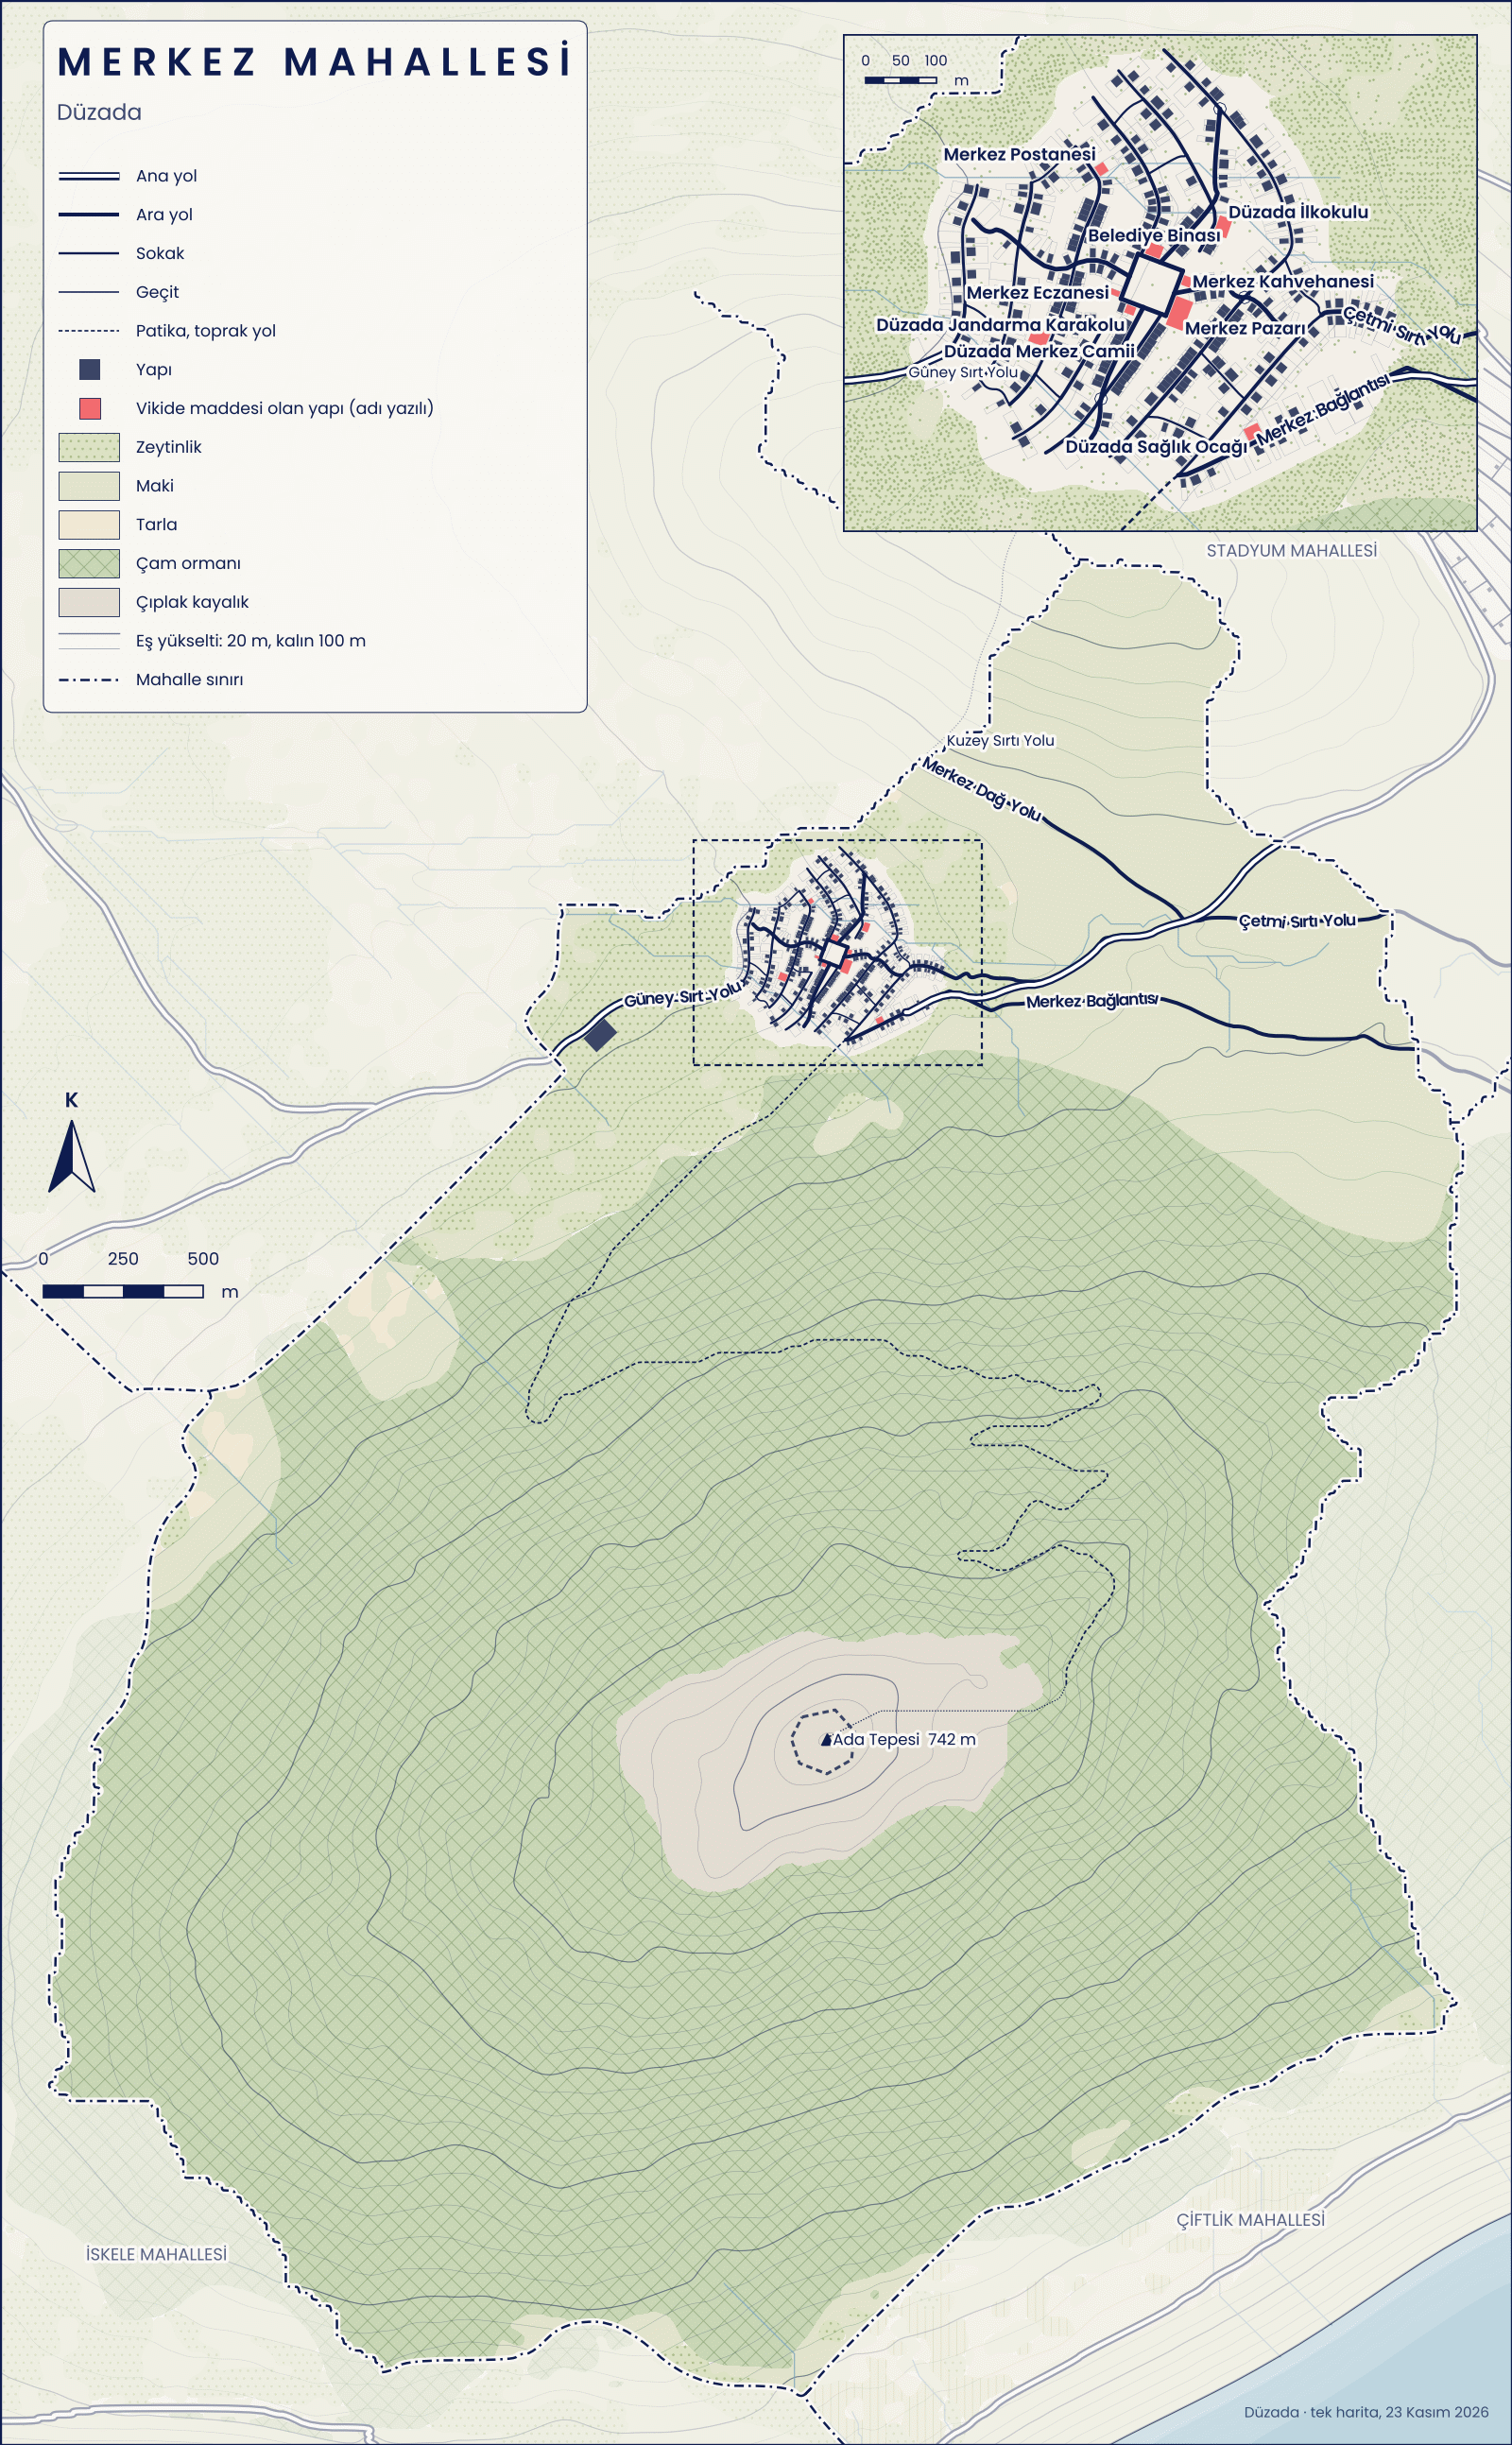 MERKEZ MAHALLESİ
Düzada
Ana yol
Ara yol
Sokak
Geçit
Patika, toprak yol
Yapı
Vikide maddesi olan yapı (adı yazılı)
Zeytinlik
Maki
Tarla
Çam ormanı
Çıplak kayalık
Eş yükselti: 20 m, kalın 100 m
Mahalle sınırı
0 50 100
m
Merkez Postanesi
Düzada İlkokulu
Belediye Binası
Merkez Kahvehanesi
Merkez Eczanesi
Düzada Jandarma Karakolu
Merkez Pazarı
Çetmi Sırtı Yolu
Düzada Merkez Camii
Güney Sırt Yolu
Merkez Bağlantısı
Düzada Sağlık Ocağı
STADYUM MAHALLESİ
Kuzey Sırtı Yolu
Merkez Dağ Yolu
Çetmi Sırtı Yolu
Güney Sırt Yolu
Merkez Bağlantısı
K
0 250 500
m
Ada Tepesi 742 m
ÇİFTLİK MAHALLESİ
İSKELE MAHALLESİ
Düzada · tek harita, 23 Kasım 2026